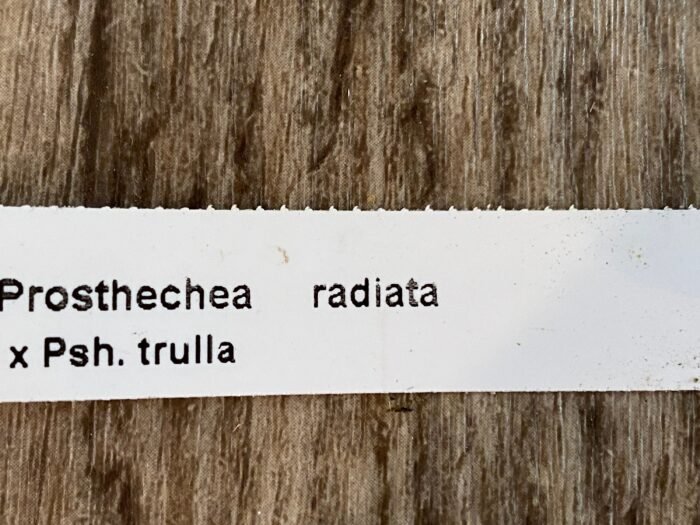 Prosthechea radiata
x Psh. trulla